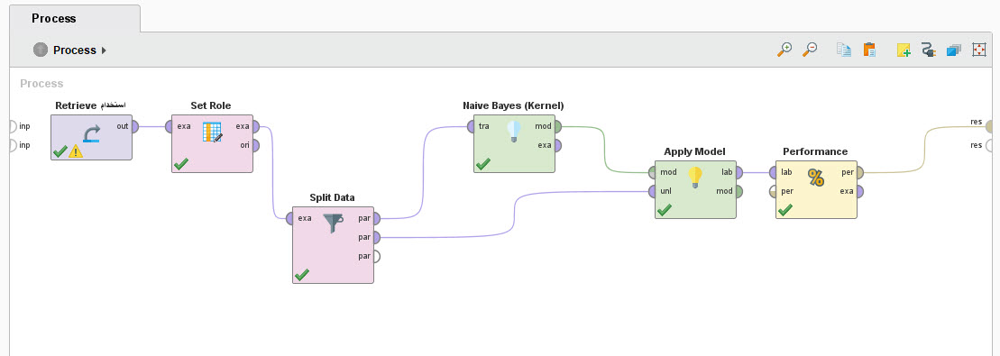 Process
Process
Process
Retrieve استخدام
inp
inp
out
Set Role
exa
exa
ori
Split Data
exa
par
par
par
Naive Bayes (Kernel)
tra
mod
exa
Apply Model
mod
lab
unl
mod
Performance
%
lab
per
per
exa
res
res